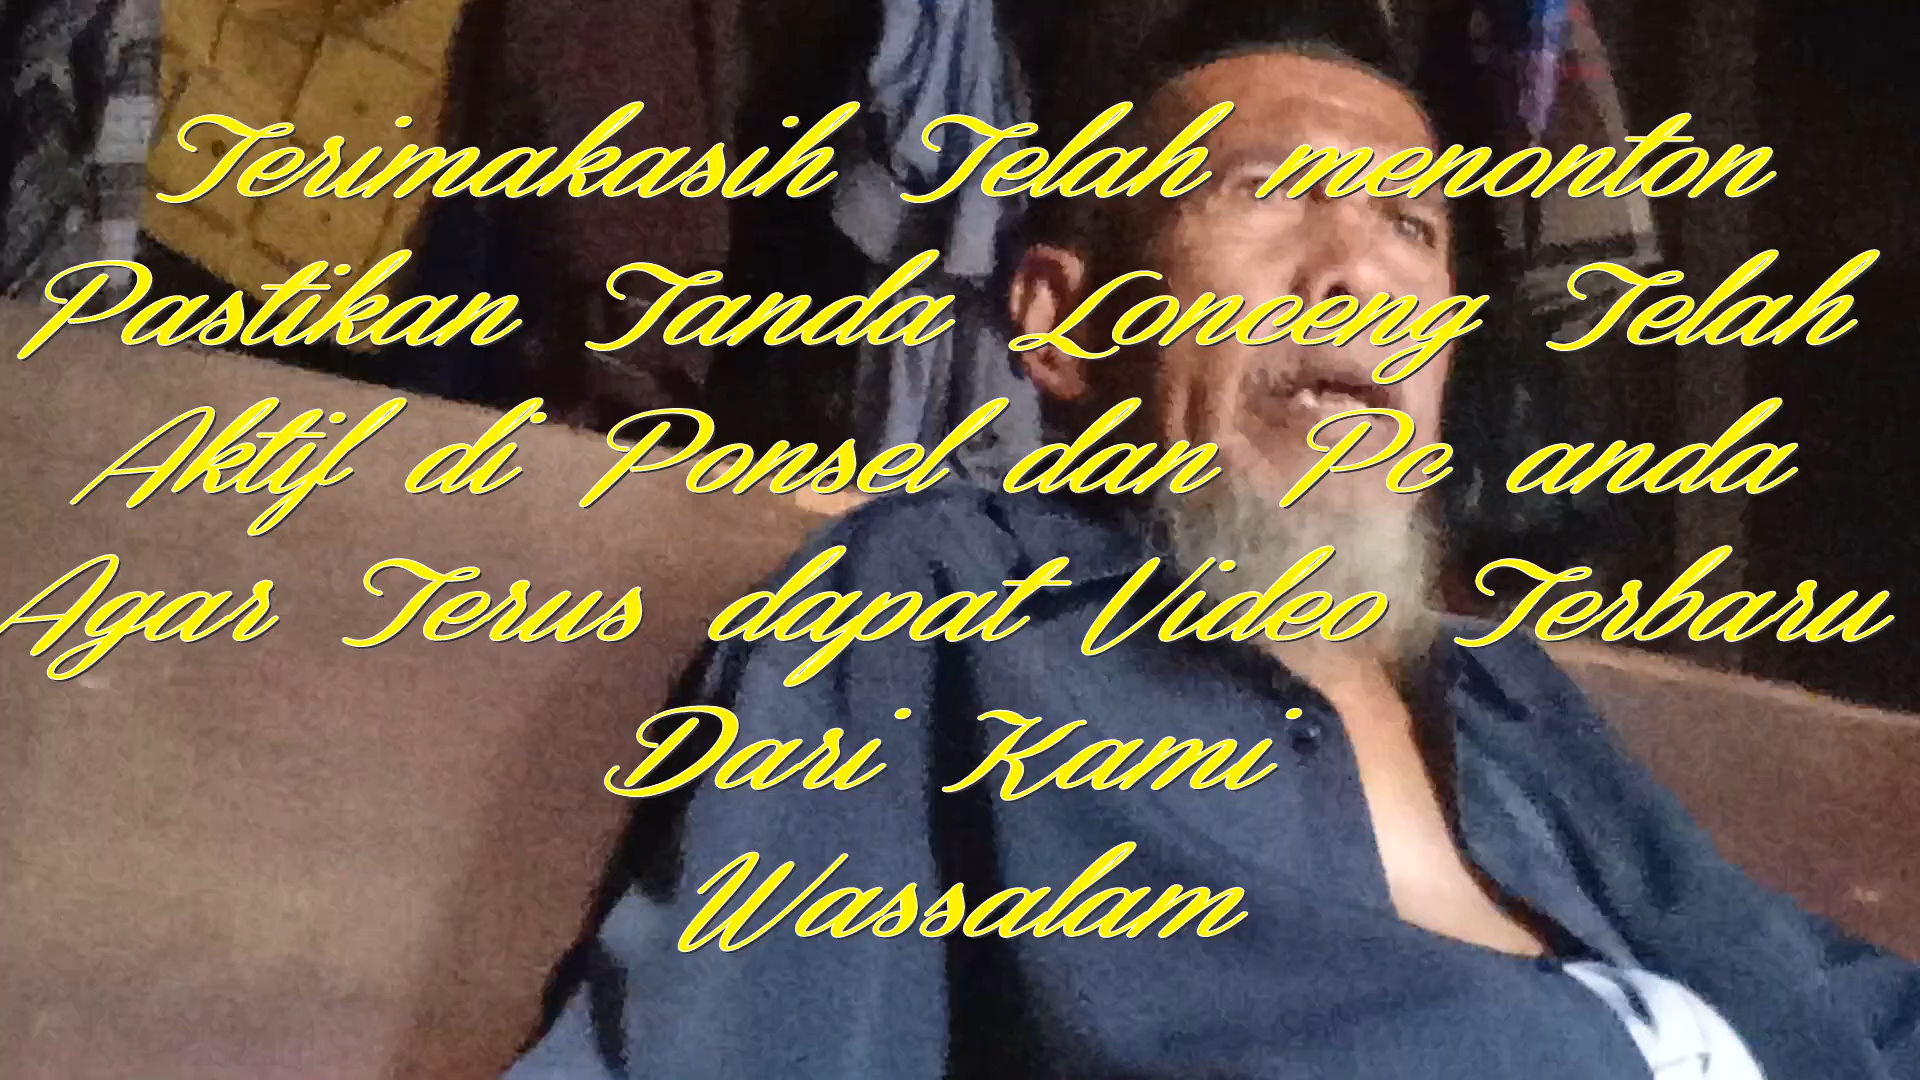 Terimakasih Telah menonton
Pastikan Tanda Lonceng Telah
Aktif di Ponsel dan Pc anda
Agar Terus dapat Video Terbaru
Dari Kami
Wassalam